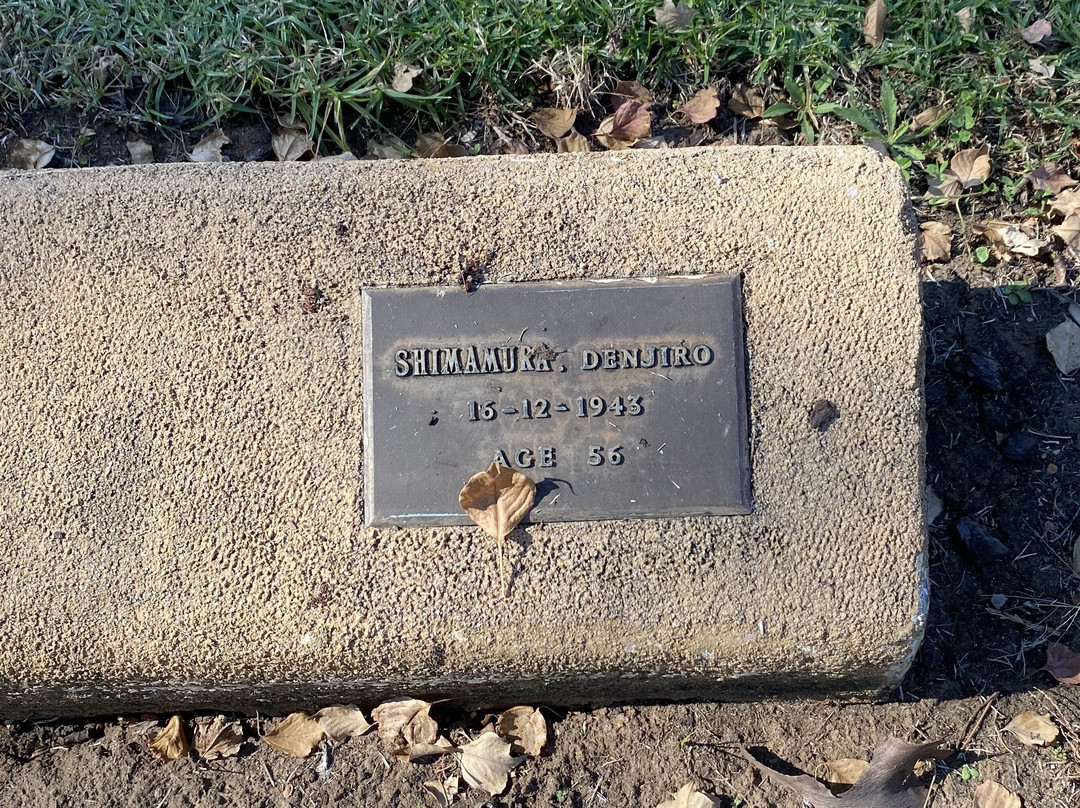 SHIMAMURA, DENJIRO
16-12-1943
AGE 56